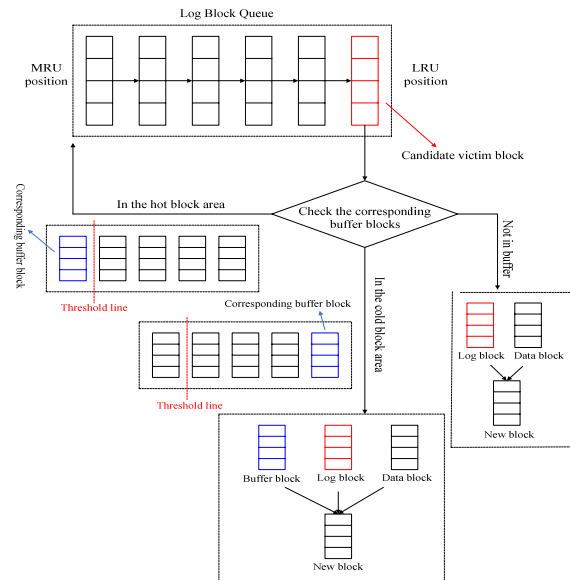 Log Block Queue
MRU
position
LRU
position
Candidate victim block
In the hot block area
Check the corresponding
buffer blocks
Not in buffer
Corresponding buffer block
Threshold line
In the cold block area
Corresponding buffer block
Threshold line
Log block
Data block
New block
Buffer block
Log block
Data block
New block